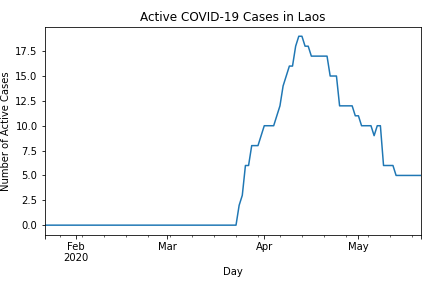 Active COVID-19 Cases in Laos
Number of Active Cases
17.5
15.0
12.5
10.0
7.5
5.0
2.5
0.0
Feb Mar Apr May
2020
Day